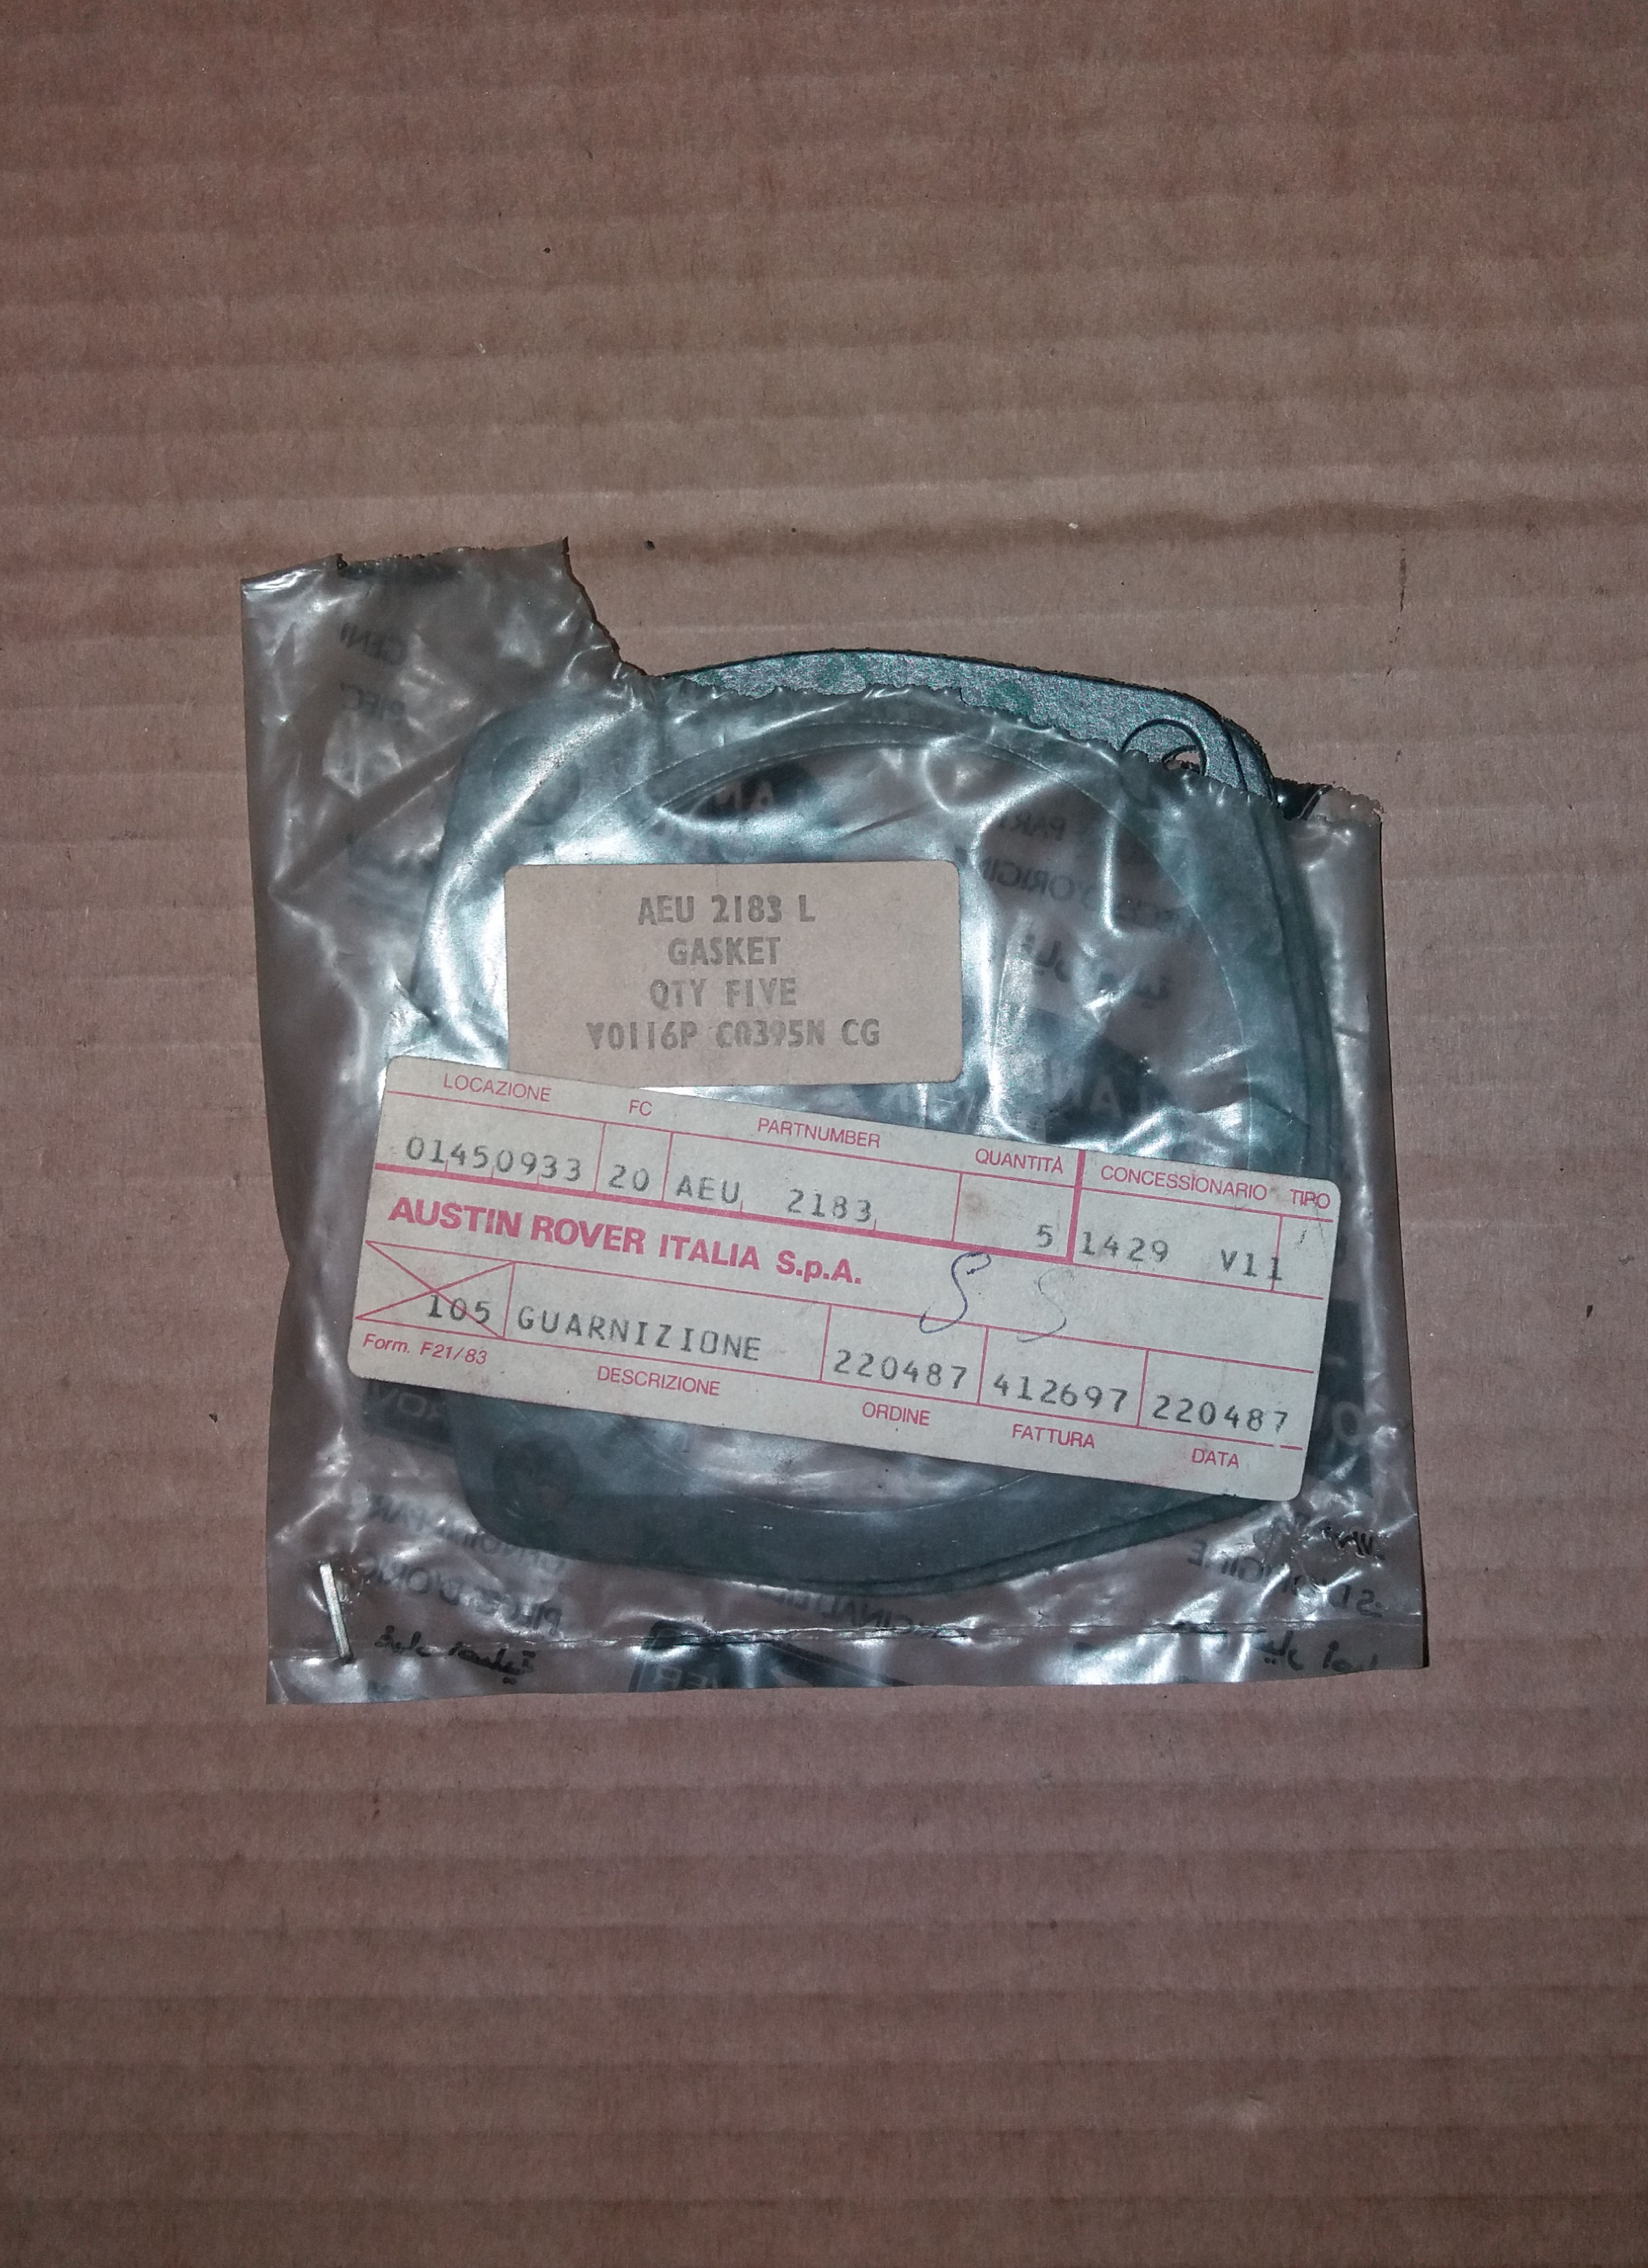 AEU 2183 L
GASKET
QTY FIVE
V0116P C0395N CG
LOCAZIONE FC PARTNUMBER QUANTITÀ CONCESSIONARIO TIPO
01450933 20 AEU 2183 5 1429 V11
AUSTIN ROVER ITALIA S.p.A.
105 GUARNIZIONE 220487 412697 220487
Form. F21/83 DESCRIZIONE ORDINE FATTURA DATA